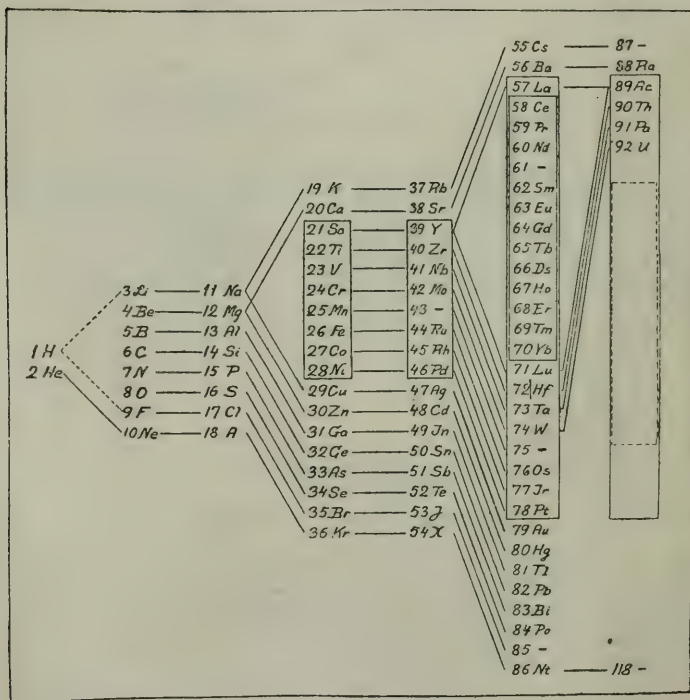 1 H
2 He
3 Li
4 Be
5 B
6 C
7 N
8 O
9 F
10 Ne
11 Na
12 Mg
13 Al
14 Si
15 P
16 S
17 Cl
18 A
19 K
20 Ca
21 Sc
22 Ti
23 V
24 Cr
25 Mn
26 Fe
27 Co
28 Ni
29 Cu
30 Zn
31 Ga
32 Ge
33 As
34 Se
35 Br
36 Kr
37 Rb
38 Sr
39 Y
40 Zr
41 Nb
42 Mo
43 -
44 Ru
45 Rh
46 Pd
47 Ag
48 Cd
49 Jn
50 Sn
51 Sb
52 Te
53 J
54 X
55 Cs
56 Ba
57 La
58 Ce
59 Pr
60 Nd
61 -
62 Sm
63 Eu
64 Gd
65 Tb
66 Ds
67 Ho
68 Er
69 Tm
70 Yb
71 Lu
72 Hf
73 Ta
74 W
75 -
76 Os
77 Jr
78 Pt
79 Au
80 Hg
81 Tl
82 Pb
83 Bi
84 Po
85 -
86 Nt
87 -
88 Ra
89 Ac
90 Th
91 Pa
92 U
118 -